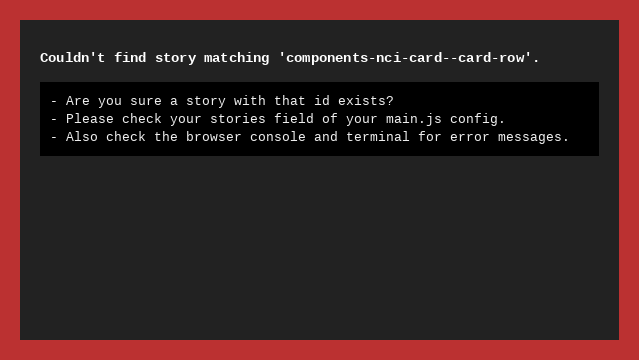 Couldn't find story matching 'components-nci-card--card-row'.
- Are you sure a story with that id exists?
- Please check your stories field of your main.js config.
- Also check the browser console and terminal for error messages.